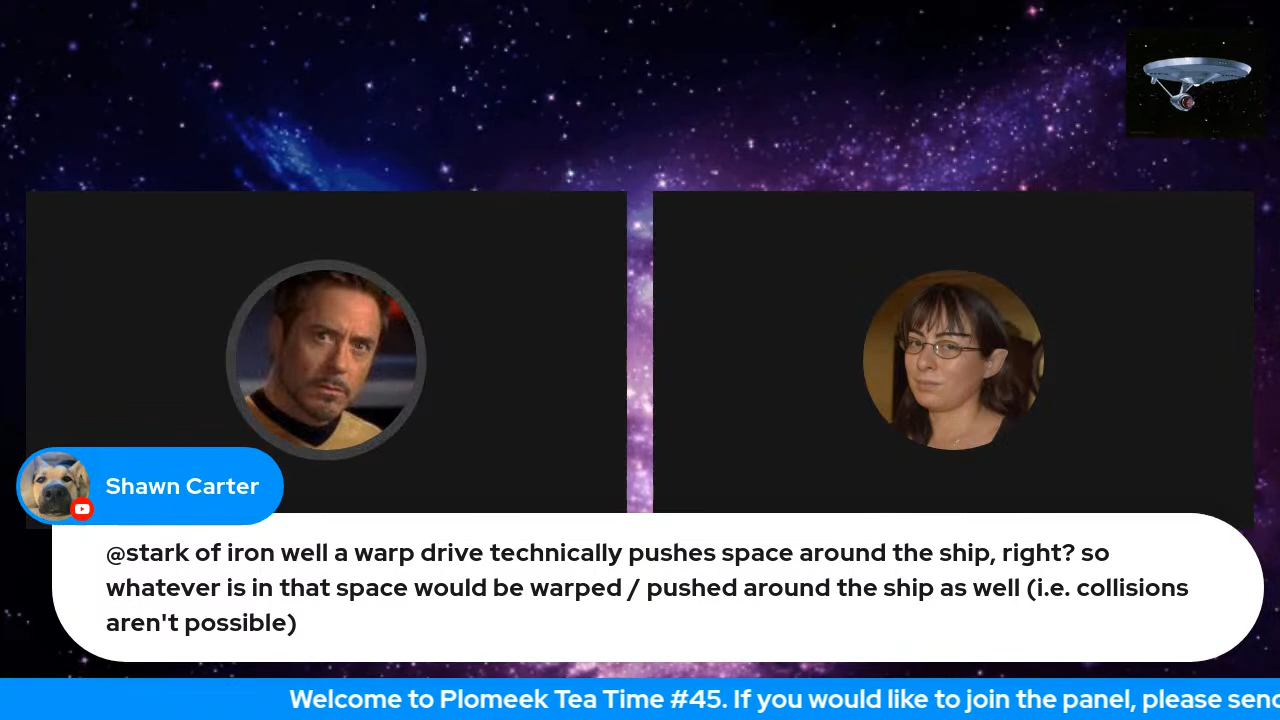 Shawn Carter
@stark of iron well a warp drive technically pushes space around the ship, right? so
whatever is in that space would be warped / pushed around the ship as well (i.e. collisions
aren't possible)
Welcome to Plomeek Tea Time #45. If you would like to join the panel, please send